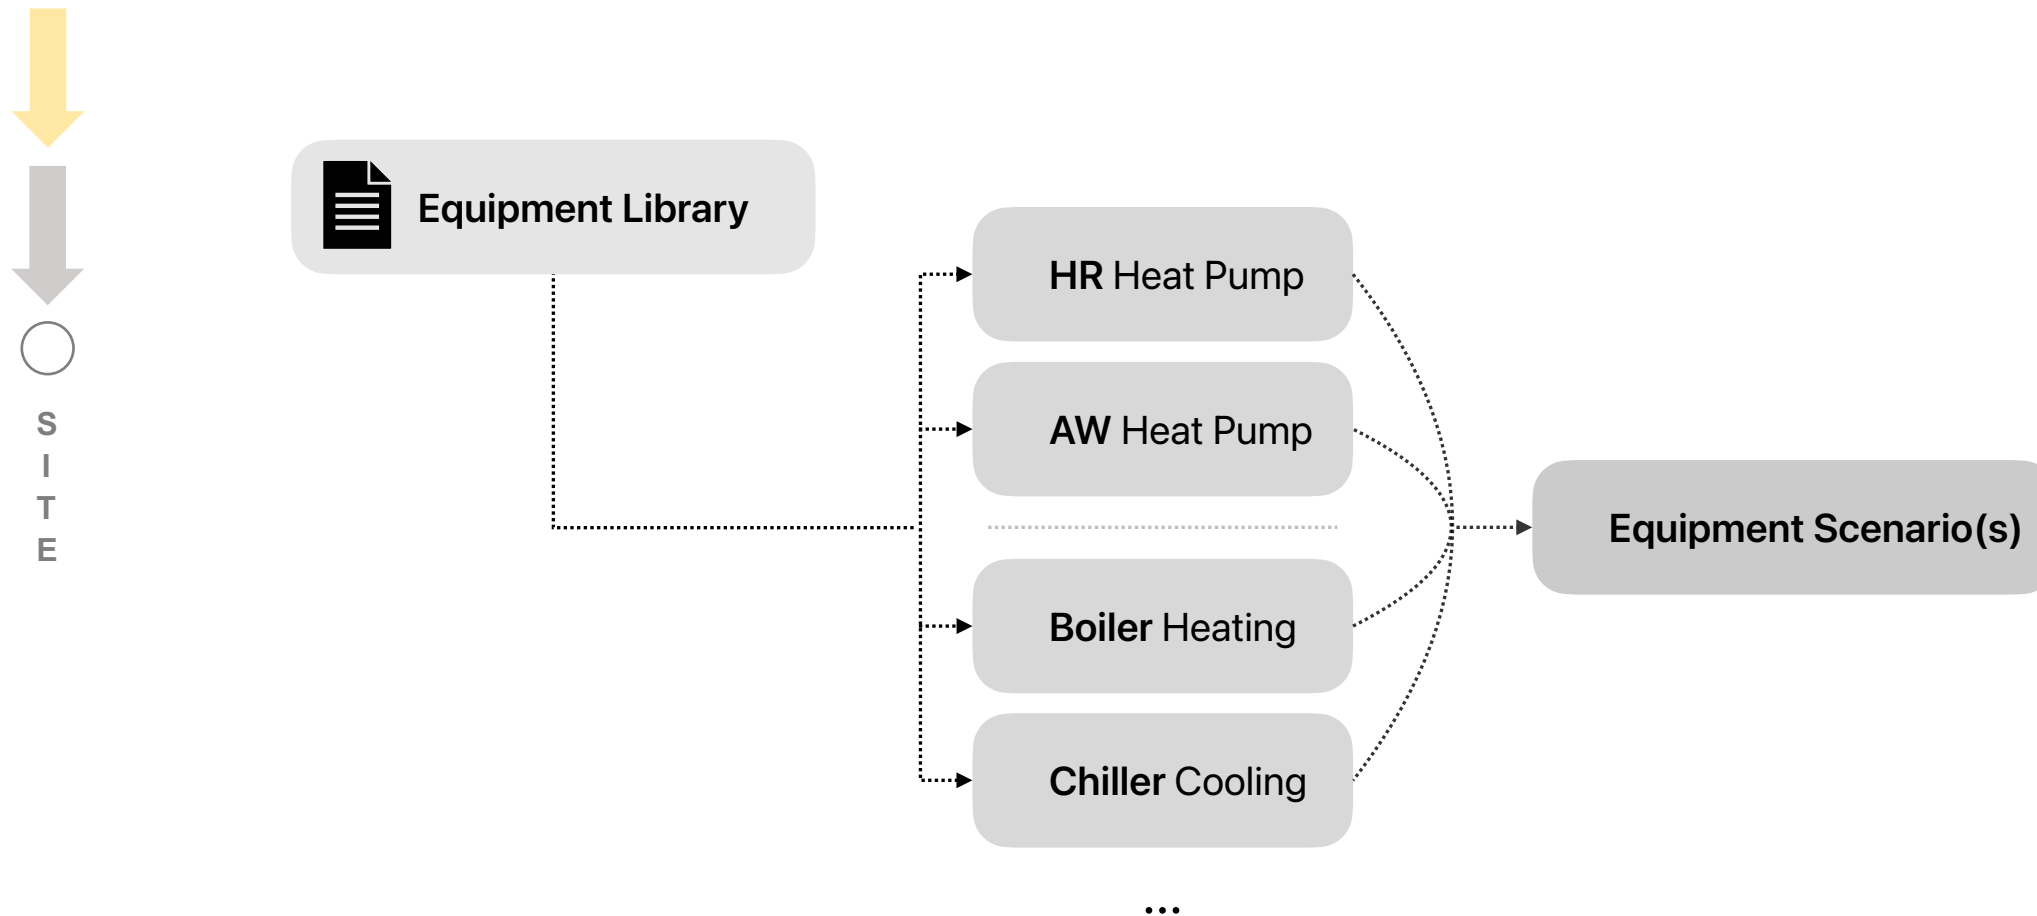 Equipment Library
HR Heat Pump
AW Heat Pump
Boiler Heating
Chiller Cooling
...
Equipment Scenario(s)
S
I
T
E